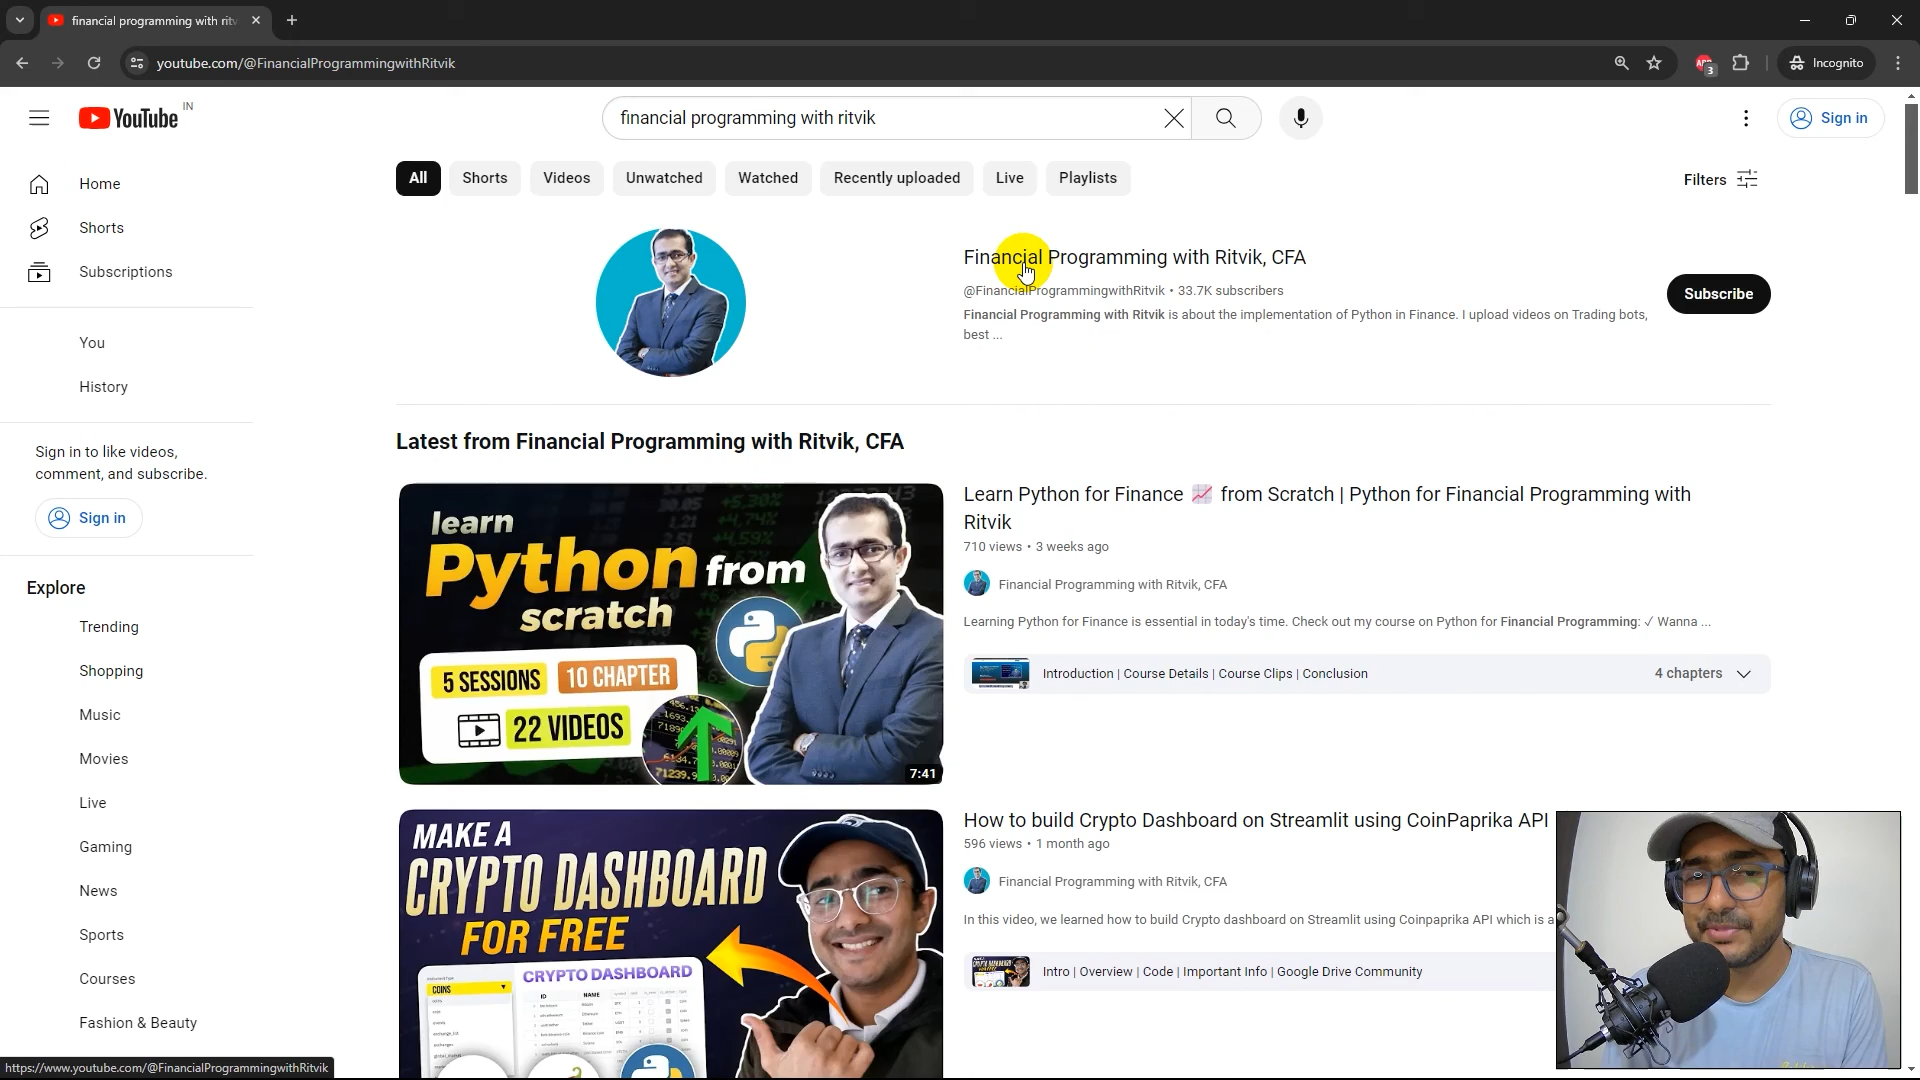 financial programming with ritv
youtube.com/@FinancialProgrammingwithRitvik
3
Incognito
YouTube IN
financial programming with ritvik
Sign in
Home
Shorts
Subscriptions
You
History
Sign in to like videos,
comment, and subscribe.
Sign in
Explore
Trending
Shopping
Music
Movies
Live
Gaming
News
Sports
Courses
Fashion & Beauty
https://www.youtube.com/@FinancialProgrammingwithRitvik
All Shorts Videos Unwatched Watched Recently uploaded Live Playlists
Filters
Financial Programming with Ritvik, CFA
@FinancialProgrammingwithRitvik • 33.7K subscribers
Financial Programming with Ritvik is about the implementation of Python in Finance. I upload videos on Trading bots,
best ...
Subscribe
Latest from Financial Programming with Ritvik, CFA
learn
Python from
scratch
5 SESSIONS 10 CHAPTER
22 VIDEOS
7:41
Learn Python for Finance 📈 from Scratch | Python for Financial Programming with
Ritvik
710 views • 3 weeks ago
Financial Programming with Ritvik, CFA
Learning Python for Finance is essential in today's time. Check out my course on Python for Financial Programming: ✓ Wanna ...
Introduction | Course Details | Course Clips | Conclusion
4 chapters
MAKE A
CRYPTO DASHBOARD
FOR FREE
CRYPTO DASHBOARD
COINS
ID NAME
How to build Crypto Dashboard on Streamlit using CoinPaprika API
596 views • 1 month ago
Financial Programming with Ritvik, CFA
In this video, we learned how to build Crypto dashboard on Streamlit using Coinpaprika API which is a
Intro | Overview | Code | Important Info | Google Drive Community